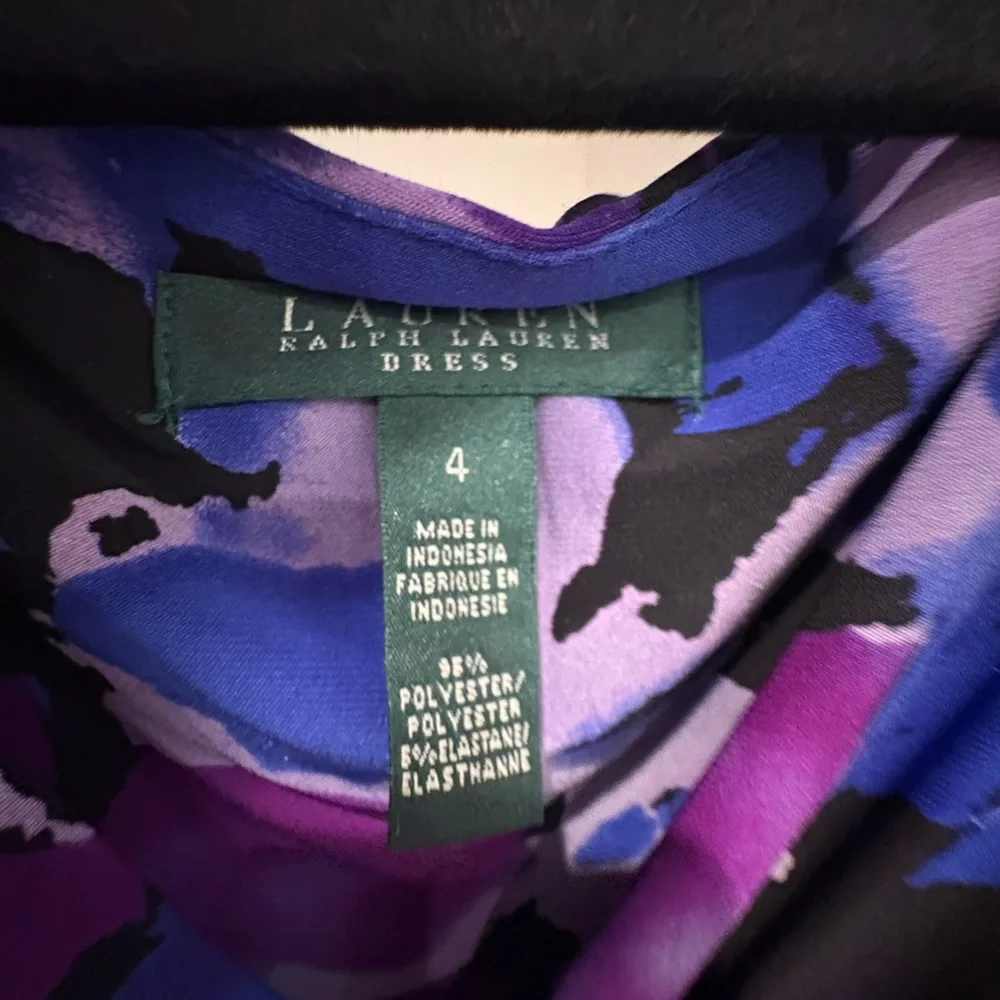 LAUREN
RALPH LAUREN
DRESS
4
MADE IN
INDONESIA
FABRIQUE EN
INDONESIE
95%
POLYESTER/
POLYESTER
5%ELASTANE/
ELASTHANNE